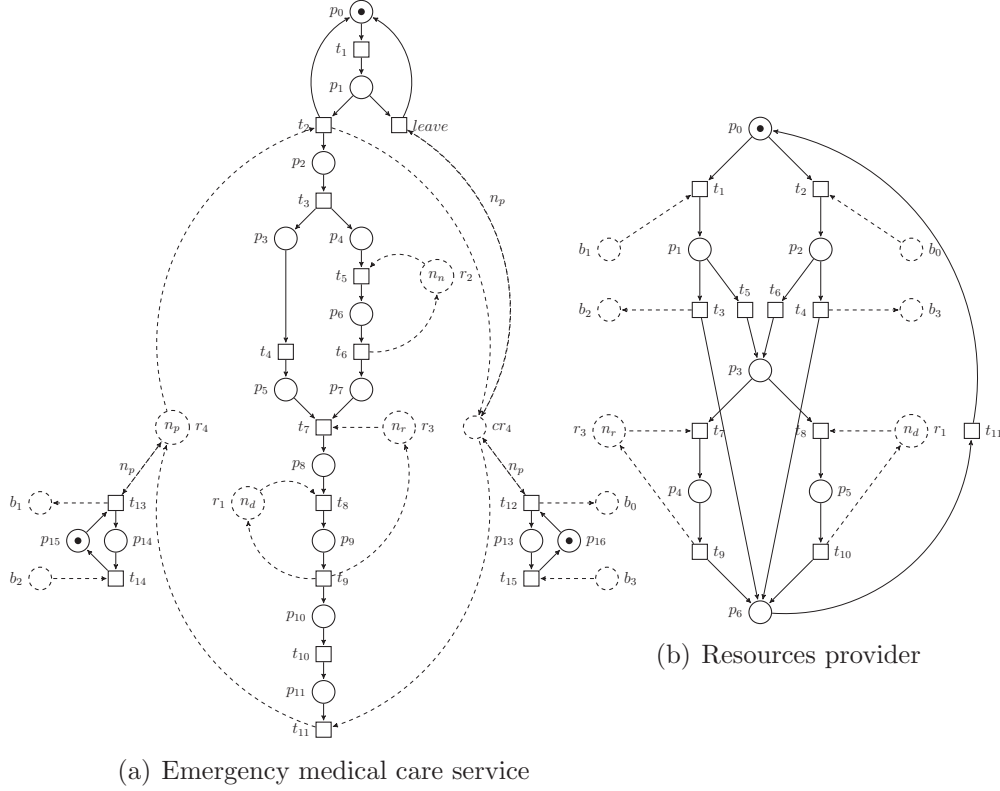 p0
t1
p1
t2
leave
p2
np
t3
p3
p4
t5
nn
r2
p6
t4
t6
p5
p7
np
r4
t7
nr
r3
cr4
np
p8
np
b1
t13
r1
nd
t8
t12
b0
p15
p14
p9
p13
p16
b2
t14
t9
t15
b3
p10
t10
p11
t11
(a) Emergency medical care service
p0
t1
t2
b1
p1
p2
b0
t5
t6
b2
t3
t4
b3
p3
r3
nr
t7
t8
nd
r1
t11
p4
p5
t9
t10
p6
(b) Resources provider